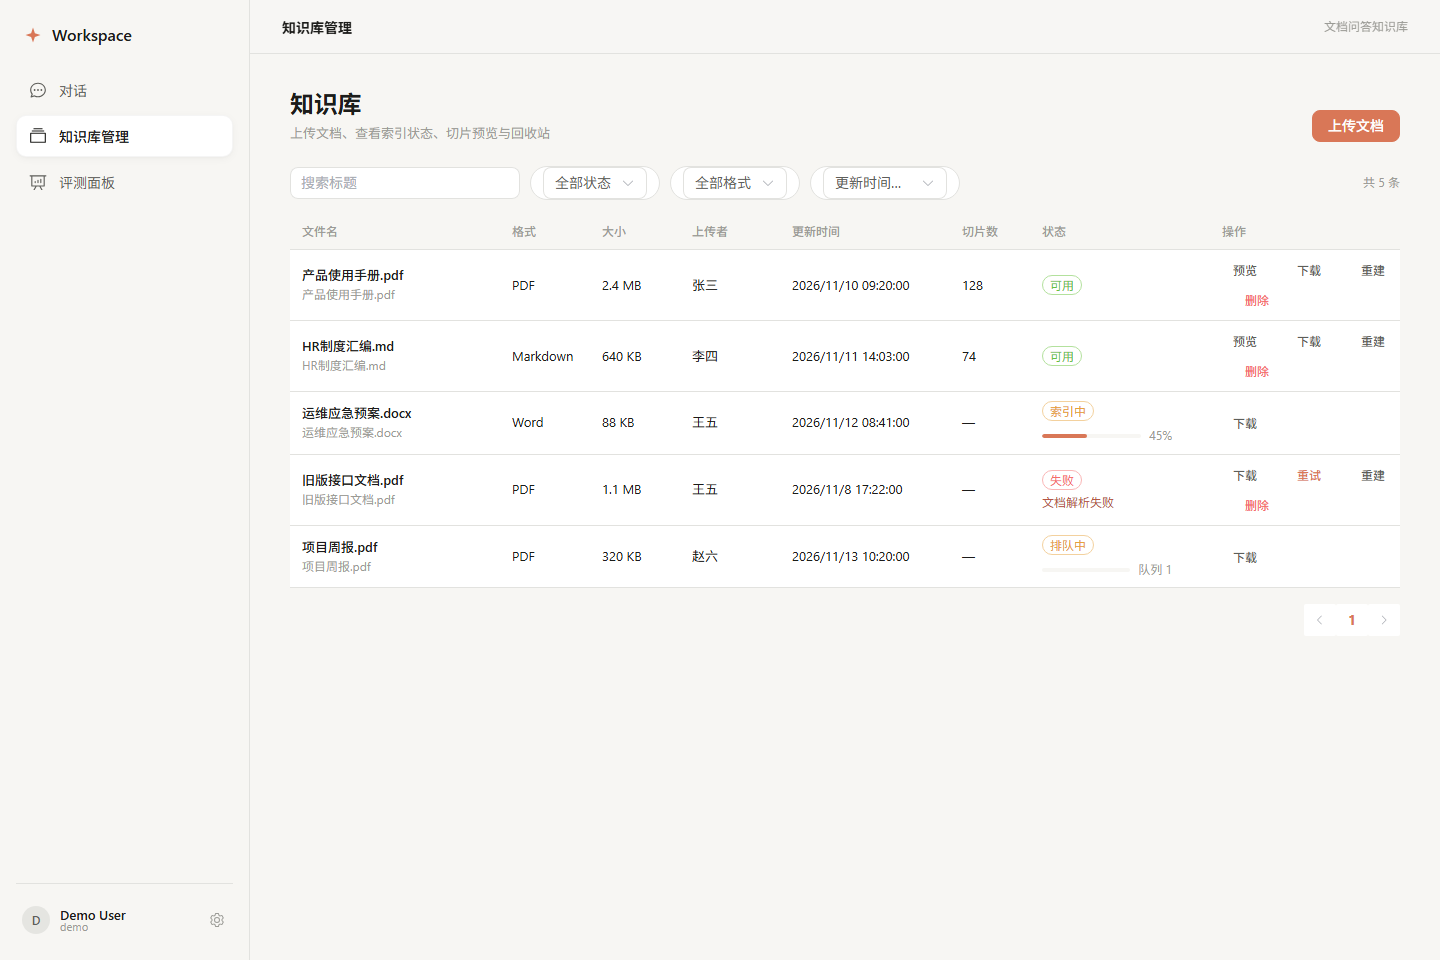 Workspace
对话
知识库管理
评测面板
知识库管理
文档问答知识库
知识库
上传文档、查看索引状态、切片预览与回收站
上传文档
搜索标题
全部状态
全部格式
更新时间...
共 5 条
文件名 格式 大小 上传者 更新时间 切片数 状态 操作
产品使用手册.pdf
产品使用手册.pdf
PDF 2.4 MB 张三 2026/11/10 09:20:00 128 可用
预览 下载 重建
删除
HR制度汇编.md
HR制度汇编.md
Markdown 640 KB 李四 2026/11/11 14:03:00 74 可用
预览 下载 重建
删除
运维应急预案.docx
运维应急预案.docx
Word 88 KB 王五 2026/11/12 08:41:00 — 索引中
45%
下载
旧版接口文档.pdf
旧版接口文档.pdf
PDF 1.1 MB 王五 2026/11/8 17:22:00 — 失败
文档解析失败
下载 重试 重建
删除
项目周报.pdf
项目周报.pdf
PDF 320 KB 赵六 2026/11/13 10:20:00 — 排队中
队列 1
下载
1
D
Demo User
demo